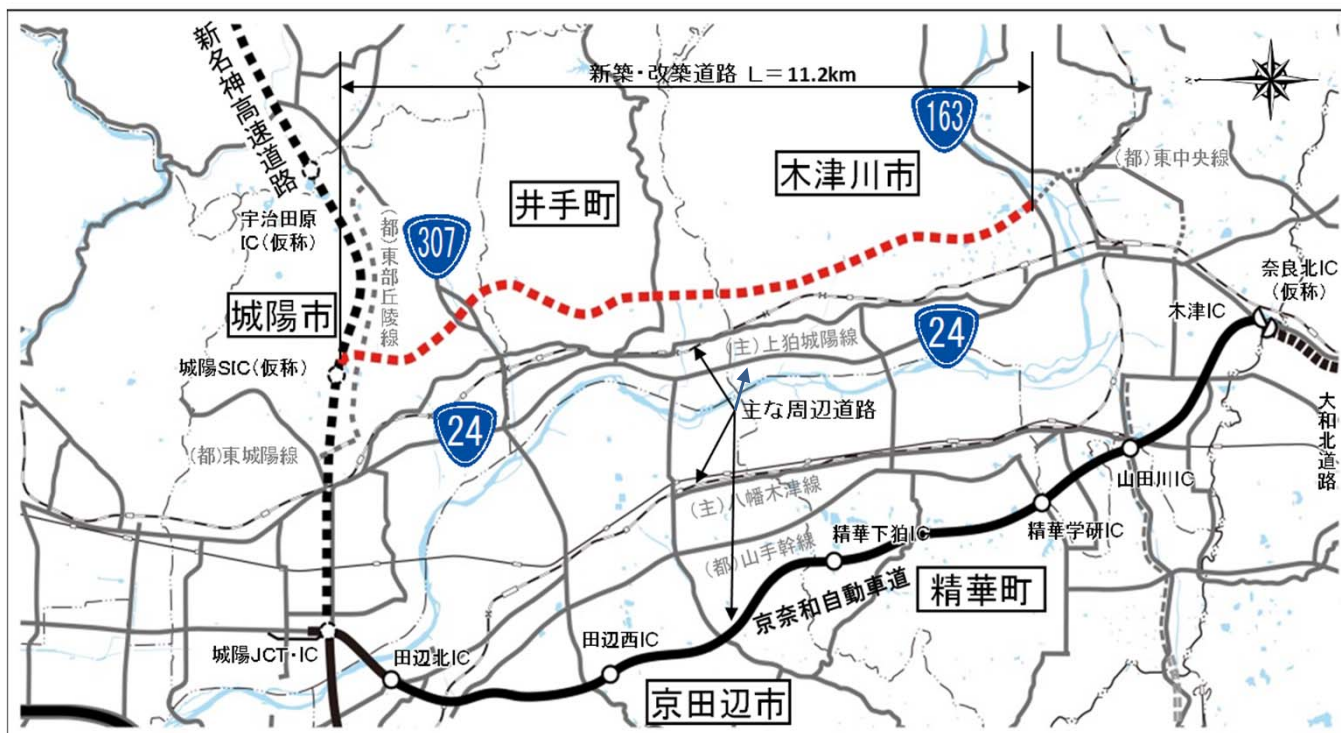 新名神高速道路
新築・改築道路 L=11.2km
163
(都)東中央線
木津川市
井手町
宇治田原
IC(仮称)
(都)東部丘陵線
307
城陽市
奈良北IC
(仮称)
木津IC
城陽SIC(仮称)
(主)上狛城陽線
24
24
主な周辺道路
大和北道路
(都)東城陽線
山田川IC
(主)八幡木津線
精華学研IC
(都)山手幹線
精華下狛IC
精華町
京奈和自動車道
城陽JCT・IC
田辺北IC
田辺西IC
京田辺市